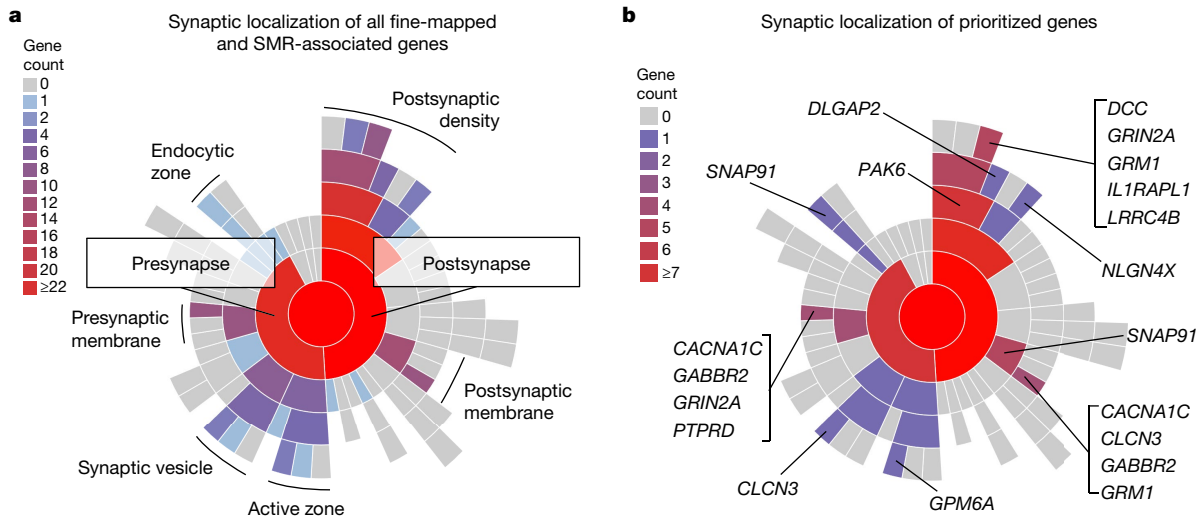 a
Synaptic localization of all fine-mapped
and SMR-associated genes
Gene
count
0
1
2
4
6
8
10
12
14
16
18
20
≥22
Postsynaptic
density
Endocytic
zone
Presynapse
Postsynapse
Presynaptic
membrane
Postsynaptic
membrane
Synaptic vesicle
Active zone
b
Synaptic localization of prioritized genes
Gene
count
0
1
2
3
4
5
6
≥7
DLGAP2
SNAP91
PAK6
DCC
GRIN2A
GRM1
IL1RAPL1
LRRC4B
NLGN4X
SNAP91
CACNA1C
GABBR2
GRIN2A
PTPRD
CACNA1C
CLCN3
GABBR2
GRM1
CLCN3
GPM6A